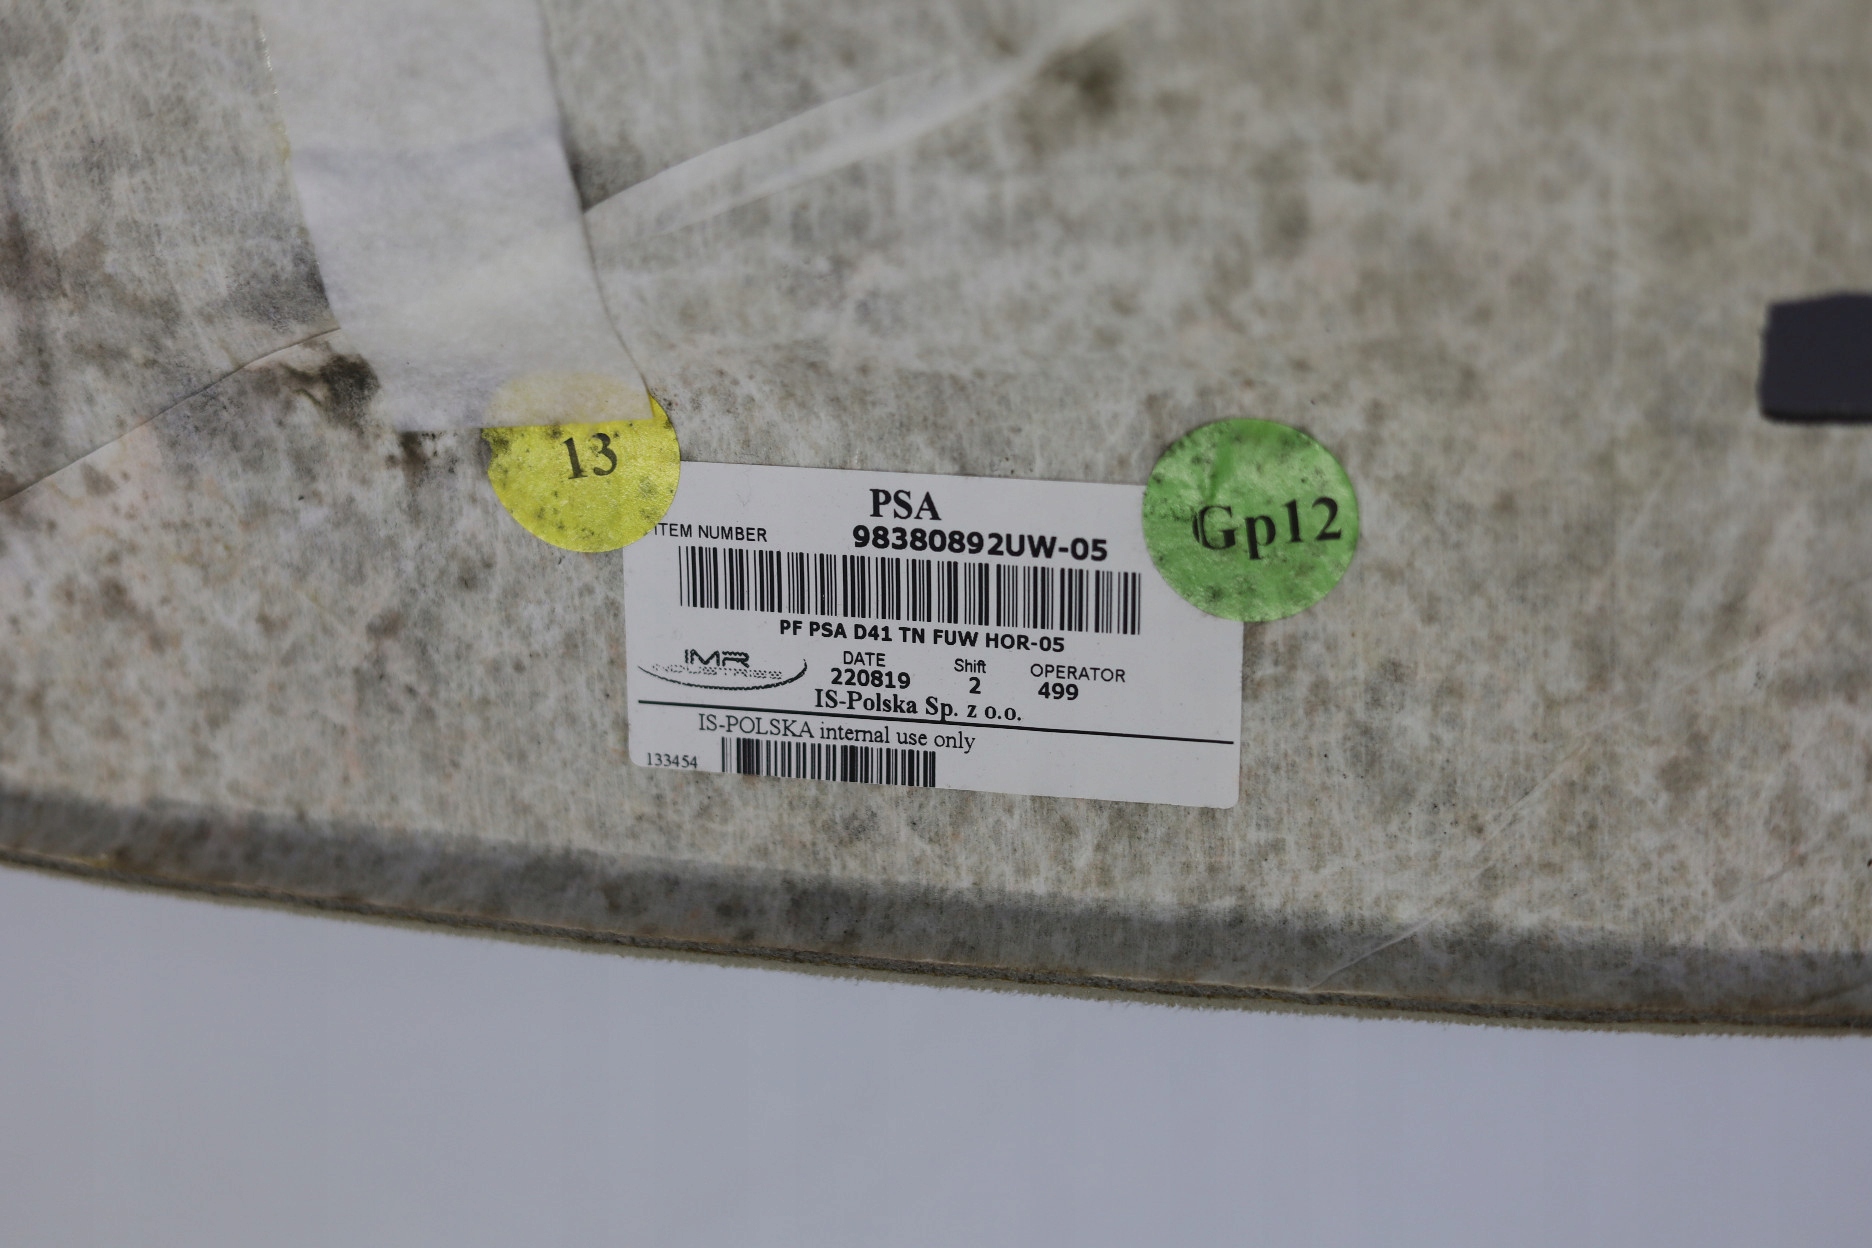 13
PSA
Gp12
ITEM NUMBER 98380892UW-05
PF PSA D41 TN FUW HOR-05
IMR
INDUSTRIES
DATE Shift OPERATOR
220819 2 499
IS-Polska Sp. z o.o.
IS-POLSKA internal use only
133454